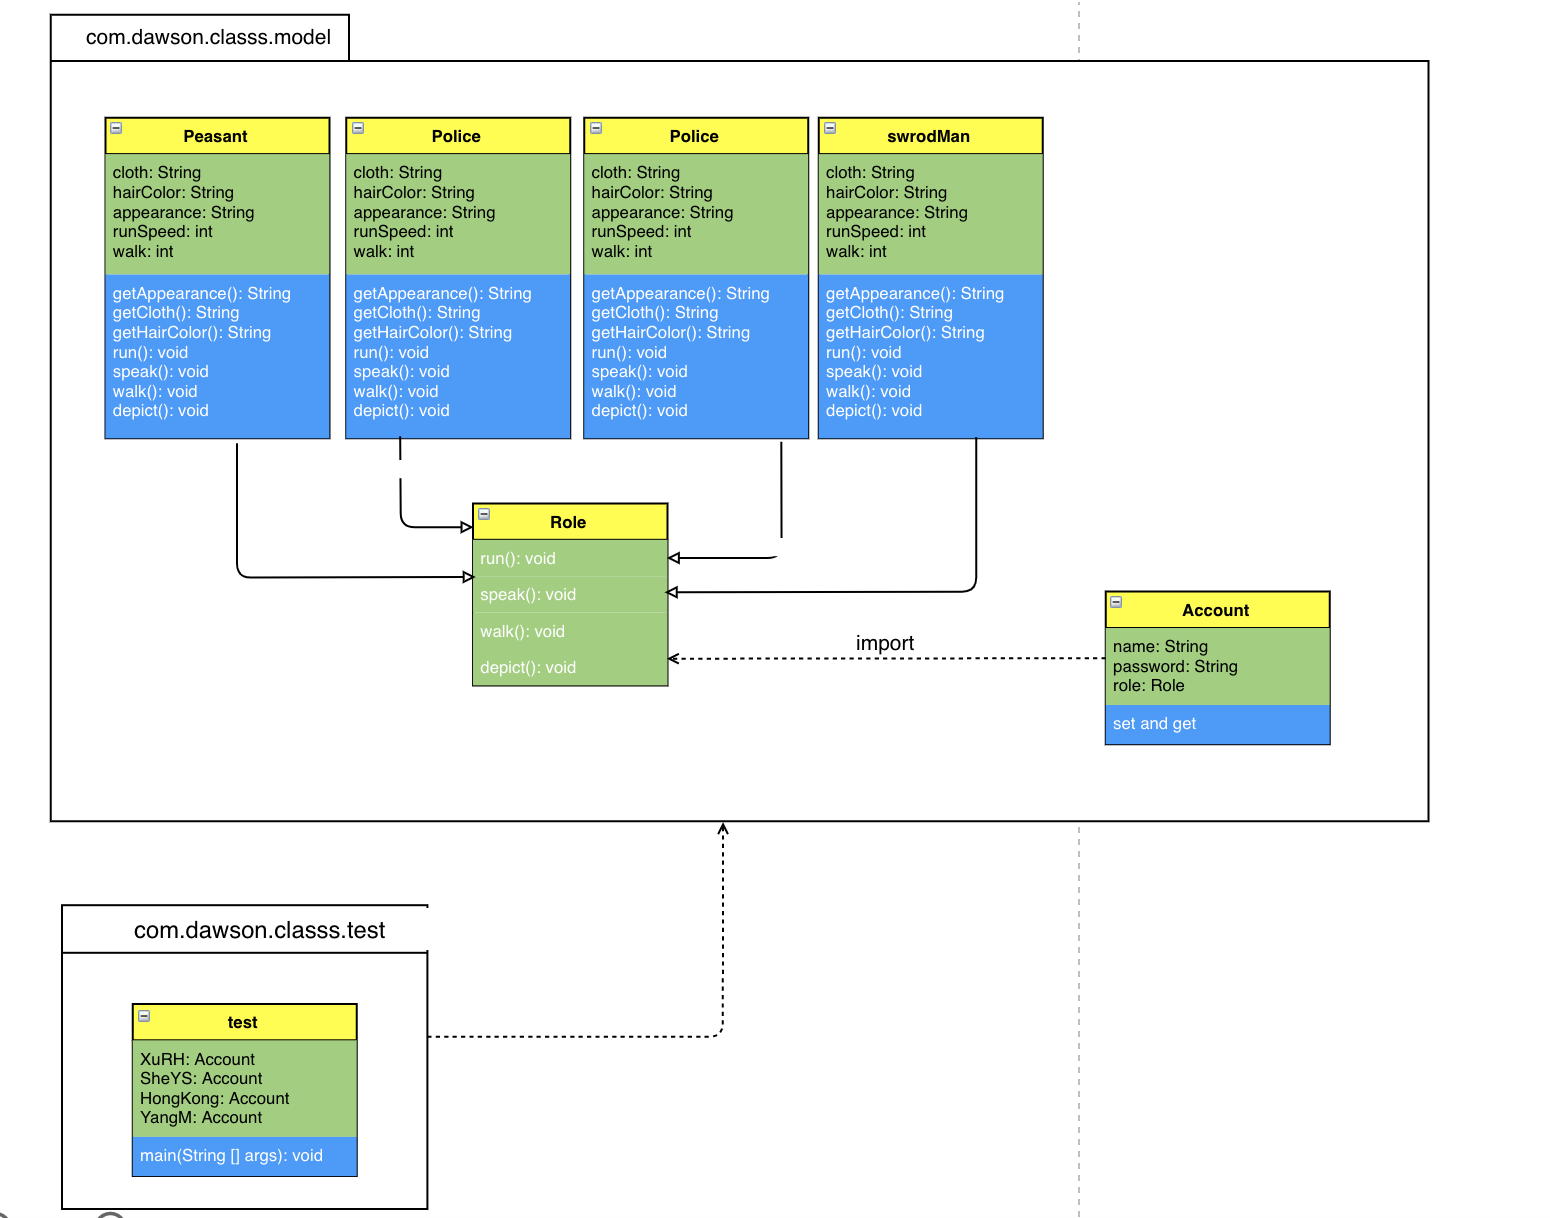 com.dawson.classs.model
Peasant
cloth: String
hairColor: String
appearance: String
runSpeed: int
walk: int
getAppearance(): String
getCloth(): String
getHairColor(): String
run(): void
speak(): void
walk(): void
depict(): void
Police
cloth: String
hairColor: String
appearance: String
runSpeed: int
walk: int
getAppearance(): String
getCloth(): String
getHairColor(): String
run(): void
speak(): void
walk(): void
depict(): void
Police
cloth: String
hairColor: String
appearance: String
runSpeed: int
walk: int
getAppearance(): String
getCloth(): String
getHairColor(): String
run(): void
speak(): void
walk(): void
depict(): void
swrodMan
cloth: String
hairColor: String
appearance: String
runSpeed: int
walk: int
getAppearance(): String
getCloth(): String
getHairColor(): String
run(): void
speak(): void
walk(): void
depict(): void
Role
run(): void
speak(): void
walk(): void
depict(): void
import
Account
name: String
password: String
role: Role
set and get
com.dawson.classs.test
test
XuRH: Account
SheYS: Account
HongKong: Account
YangM: Account
main(String [] args): void